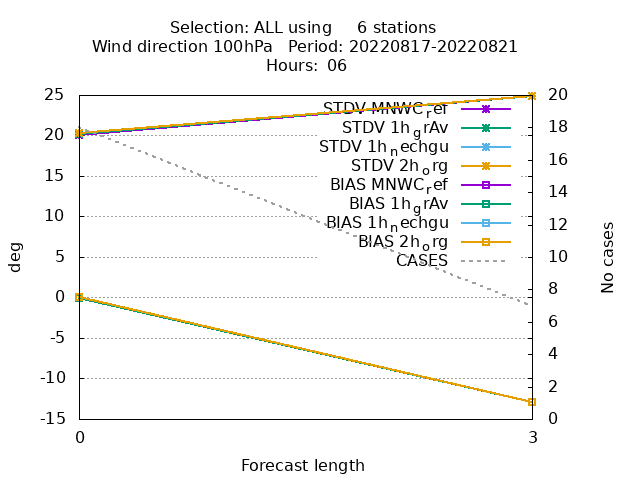 Selection: ALL using     6 stations
Wind direction 100hPa   Period: 20220817-20220821
Hours:  06
25
20
15
10
5
0
-5
-10
-15
deg
20
18
16
14
12
10
8
6
4
2
0
No cases
STDV MNWC_ref
STDV 1h_grAv
STDV 1h_nechgu
STDV 2h_org
BIAS MNWC_ref
BIAS 1h_grAv
BIAS 1h_nechgu
BIAS 2h_org
CASES
0 3
Forecast length